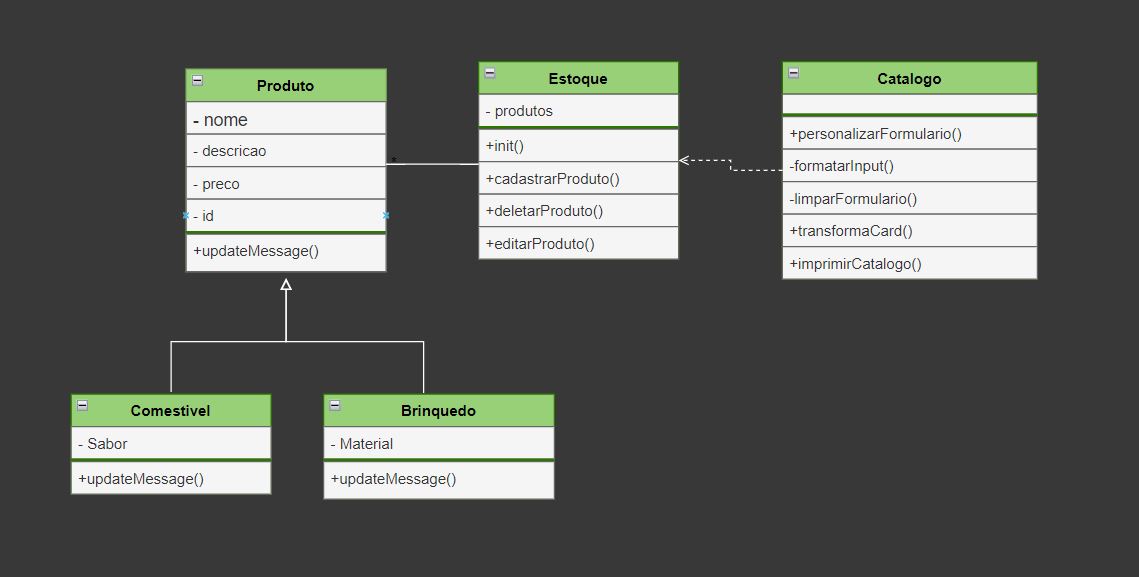 Produto
- nome
- descricao
- preco
- id
+updateMessage()
*
Estoque
- produtos
+init()
+cadastrarProduto()
+deletarProduto()
+editarProduto()
Catalogo
+personalizarFormulario()
-formatarInput()
-limparFormulario()
+transformaCard()
+imprimirCatalogo()
Comestivel
- Sabor
+updateMessage()
Brinquedo
- Material
+updateMessage()